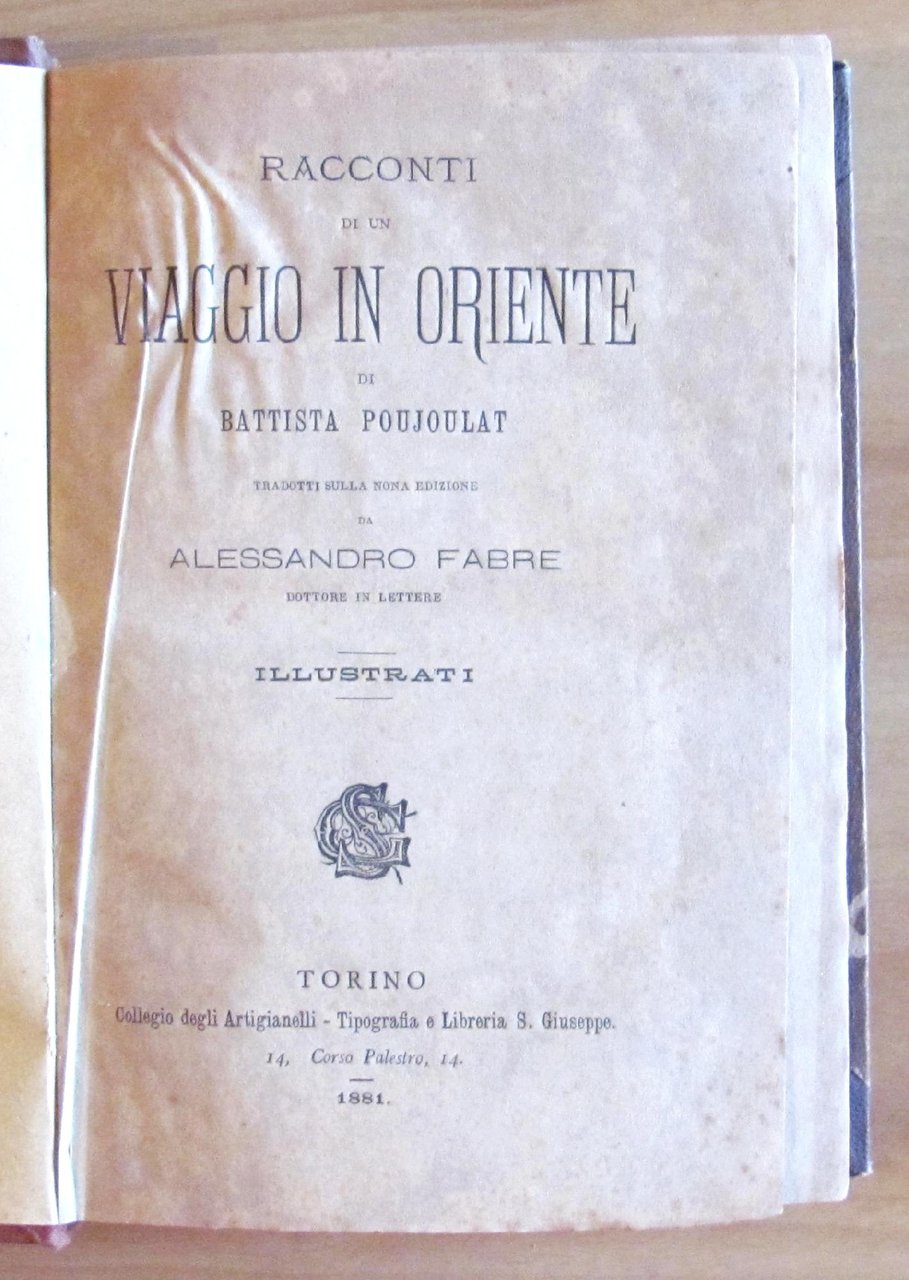 RACCONTI
DI UN
VIAGGIO IN ORIENTE
DI
BATTISTA POUJOULAT
TRADOTTI SULLA NONA EDIZIONE
DA
ALESSANDRO FABRE
DOTTORE IN LETTERE
ILLUSTRATI
TORINO
Collegio degli Artigianelli - Tipografia e Libreria S. Giuseppe.
14, Corso Palestro, 14.
1881.